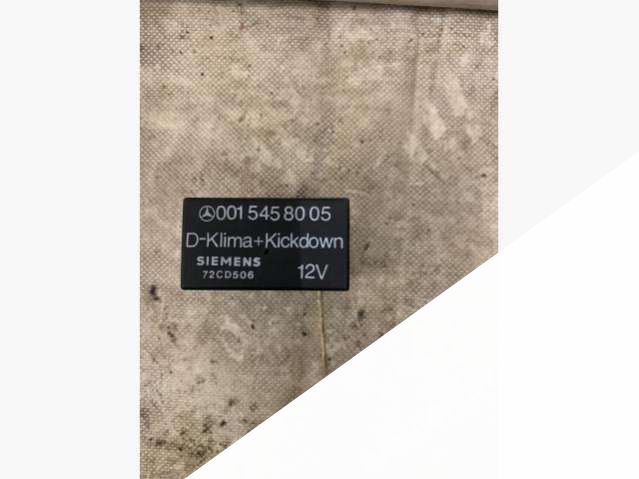 001 545 80 05
D-Klima+Kickdown
SIEMENS
72CD506 12V